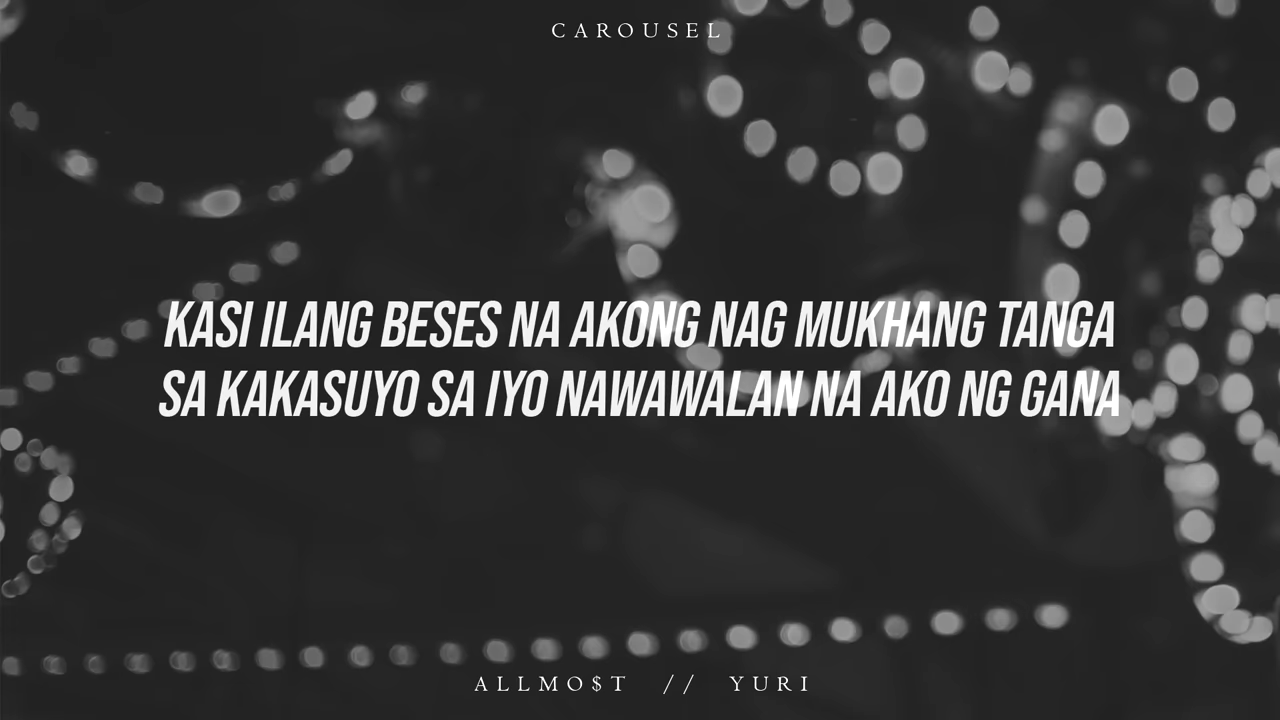 CAROUSEL
KASI ILANG BESES NA AKONG NAG MUKHANG TANGA
SA KAKASUYO SA IYO NAWAWALAN NA AKO NG GANA
ALLMO$T // YURI